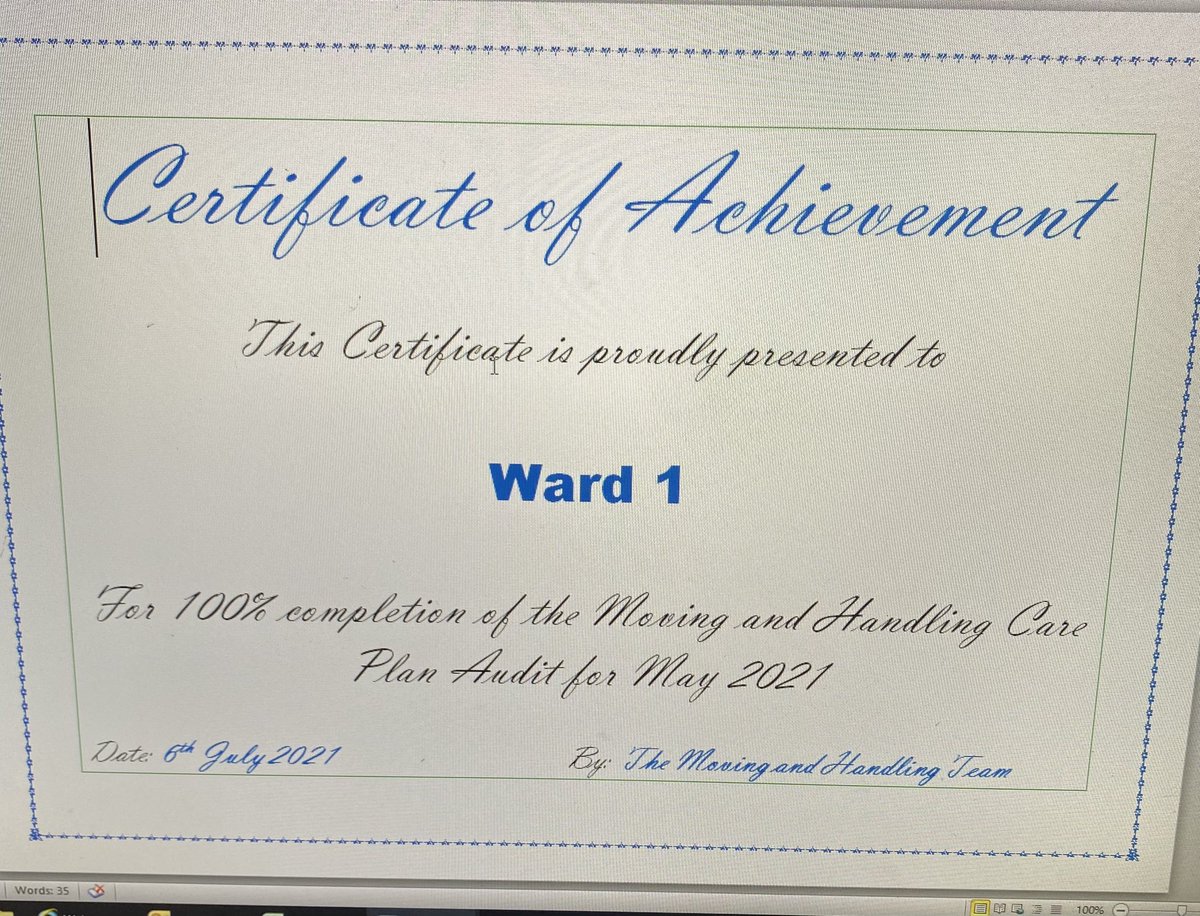 Certificate of Achievement
This Certificate is proudly presented to
Ward 1
For 100% completion of the Moving and Handling Care
Plan Audit for May 2021
Date: 6th July 2021 By: The Moving and Handling Team
Words: 35 100%